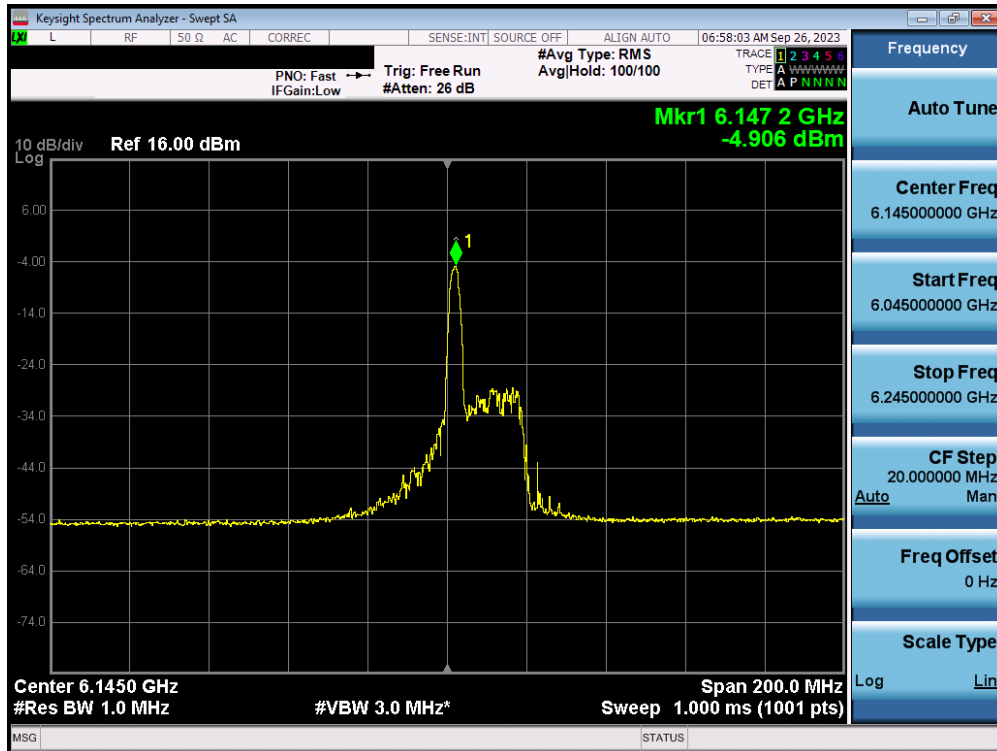 Keysight Spectrum Analyzer - Swept SA
LXI L RF 50 Ω AC CORREC SENSE:INT SOURCE OFF ALIGN AUTO 06:58:03 AM Sep 26, 2023
PNO: Fast Trig: Free Run #Avg Type: RMS TRACE 1 2 3 4 5 6
IFGain:Low #Atten: 26 dB Avg|Hold: 100/100 TYPE A WWWWW
DET A P N N N N
Mkr1 6.147 2 GHz
-4.906 dBm
10 dB/div Ref 16.00 dBm
Log
1
6.00
-4.00
-14.0
-24.0
-34.0
-44.0
-54.0
-64.0
-74.0
Center 6.1450 GHz Span 200.0 MHz
#Res BW 1.0 MHz #VBW 3.0 MHz* Sweep 1.000 ms (1001 pts)
MSG STATUS
Frequency
Auto Tune
Center Freq
6.145000000 GHz
Start Freq
6.045000000 GHz
Stop Freq
6.245000000 GHz
CF Step
20.000000 MHz
Auto Man
Freq Offset
0 Hz
Scale Type
Log Lin